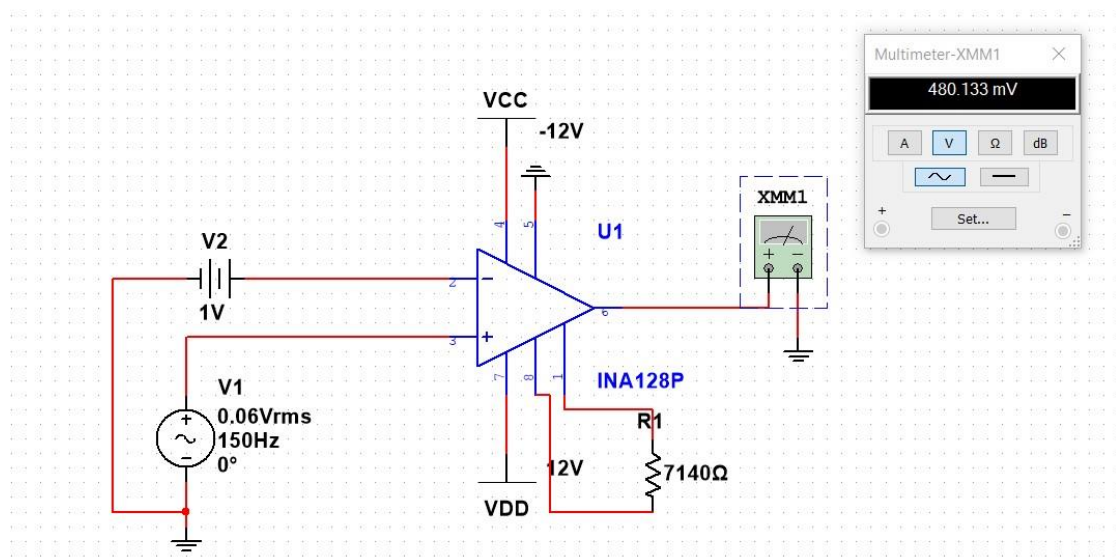 Multimeter-XMM1
480.133 mV
A
V
Ω
dB
+
Set...
-
VCC
-12V
XMM1
+ -
4
5
U1
V2
1V
2
-
6
3
+
7
8
1
INA128P
V1
0.06Vrms
150Hz
0°
+
-
R1
12V
7140Ω
VDD